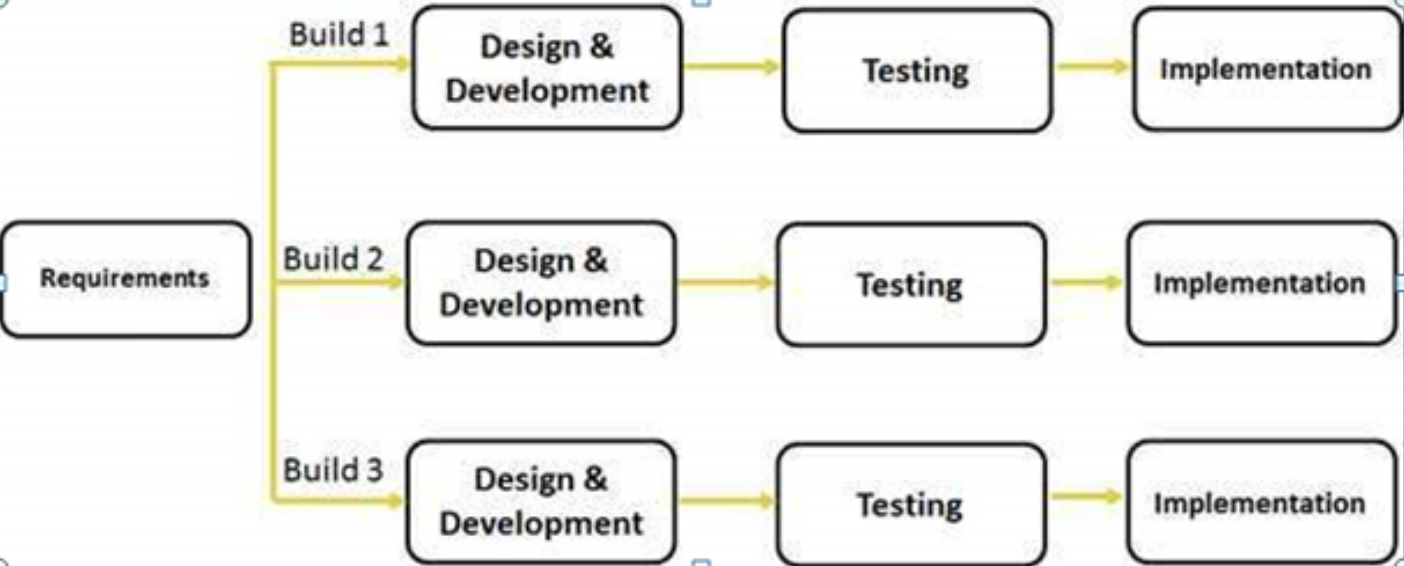 Build 1
Design &
Development
Testing
Implementation
Requirements
Build 2
Design &
Development
Testing
Implementation
Build 3
Design &
Development
Testing
Implementation